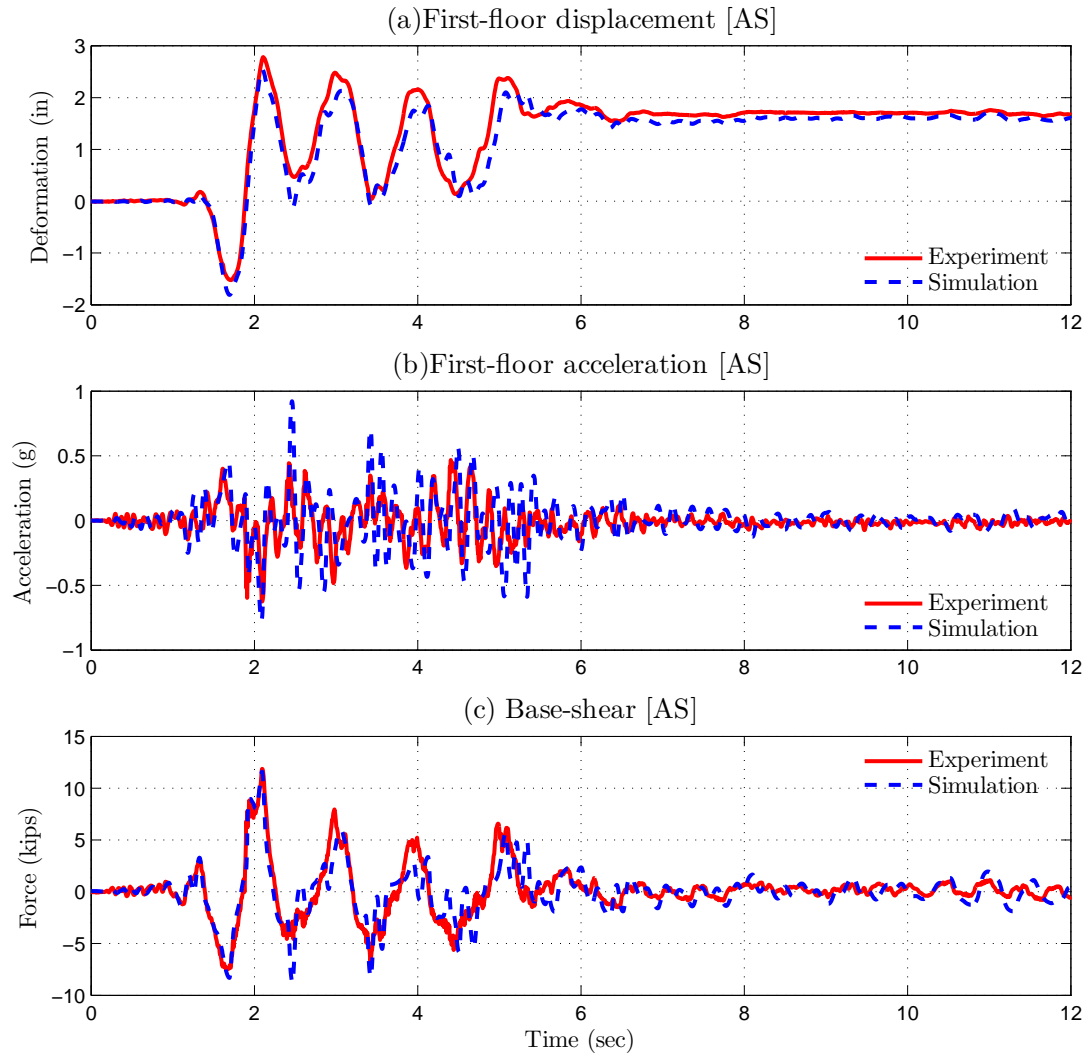 (a)First-floor displacement [AS]
3
2
1
0
−1
−2
Deformation (in)
Experiment
Simulation
0 2 4 6 8 10 12
(b)First-floor acceleration [AS]
1
0.5
0
−0.5
−1
Acceleration (g)
Experiment
Simulation
0 2 4 6 8 10 12
(c) Base-shear [AS]
15
10
5
0
−5
−10
Force (kips)
Experiment
Simulation
0 2 4 6 8 10 12
Time (sec)